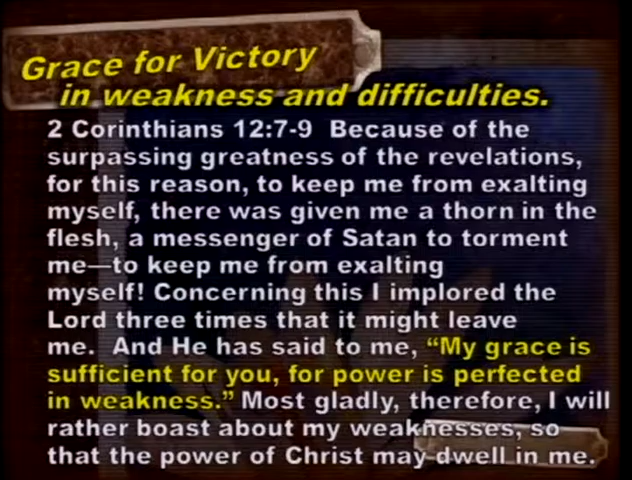 Grace for Victory
in weakness and difficulties.
2 Corinthians 12:7-9  Because of the
surpassing greatness of the revelations,
for this reason, to keep me from exalting
myself, there was given me a thorn in the
flesh, a messenger of Satan to torment
me—to keep me from exalting
myself! Concerning this I implored the
Lord three times that it might leave
me.  And He has said to me, “My grace is
sufficient for you, for power is perfected
in weakness.” Most gladly, therefore, I will
rather boast about my weaknesses, so
that the power of Christ may dwell in me.